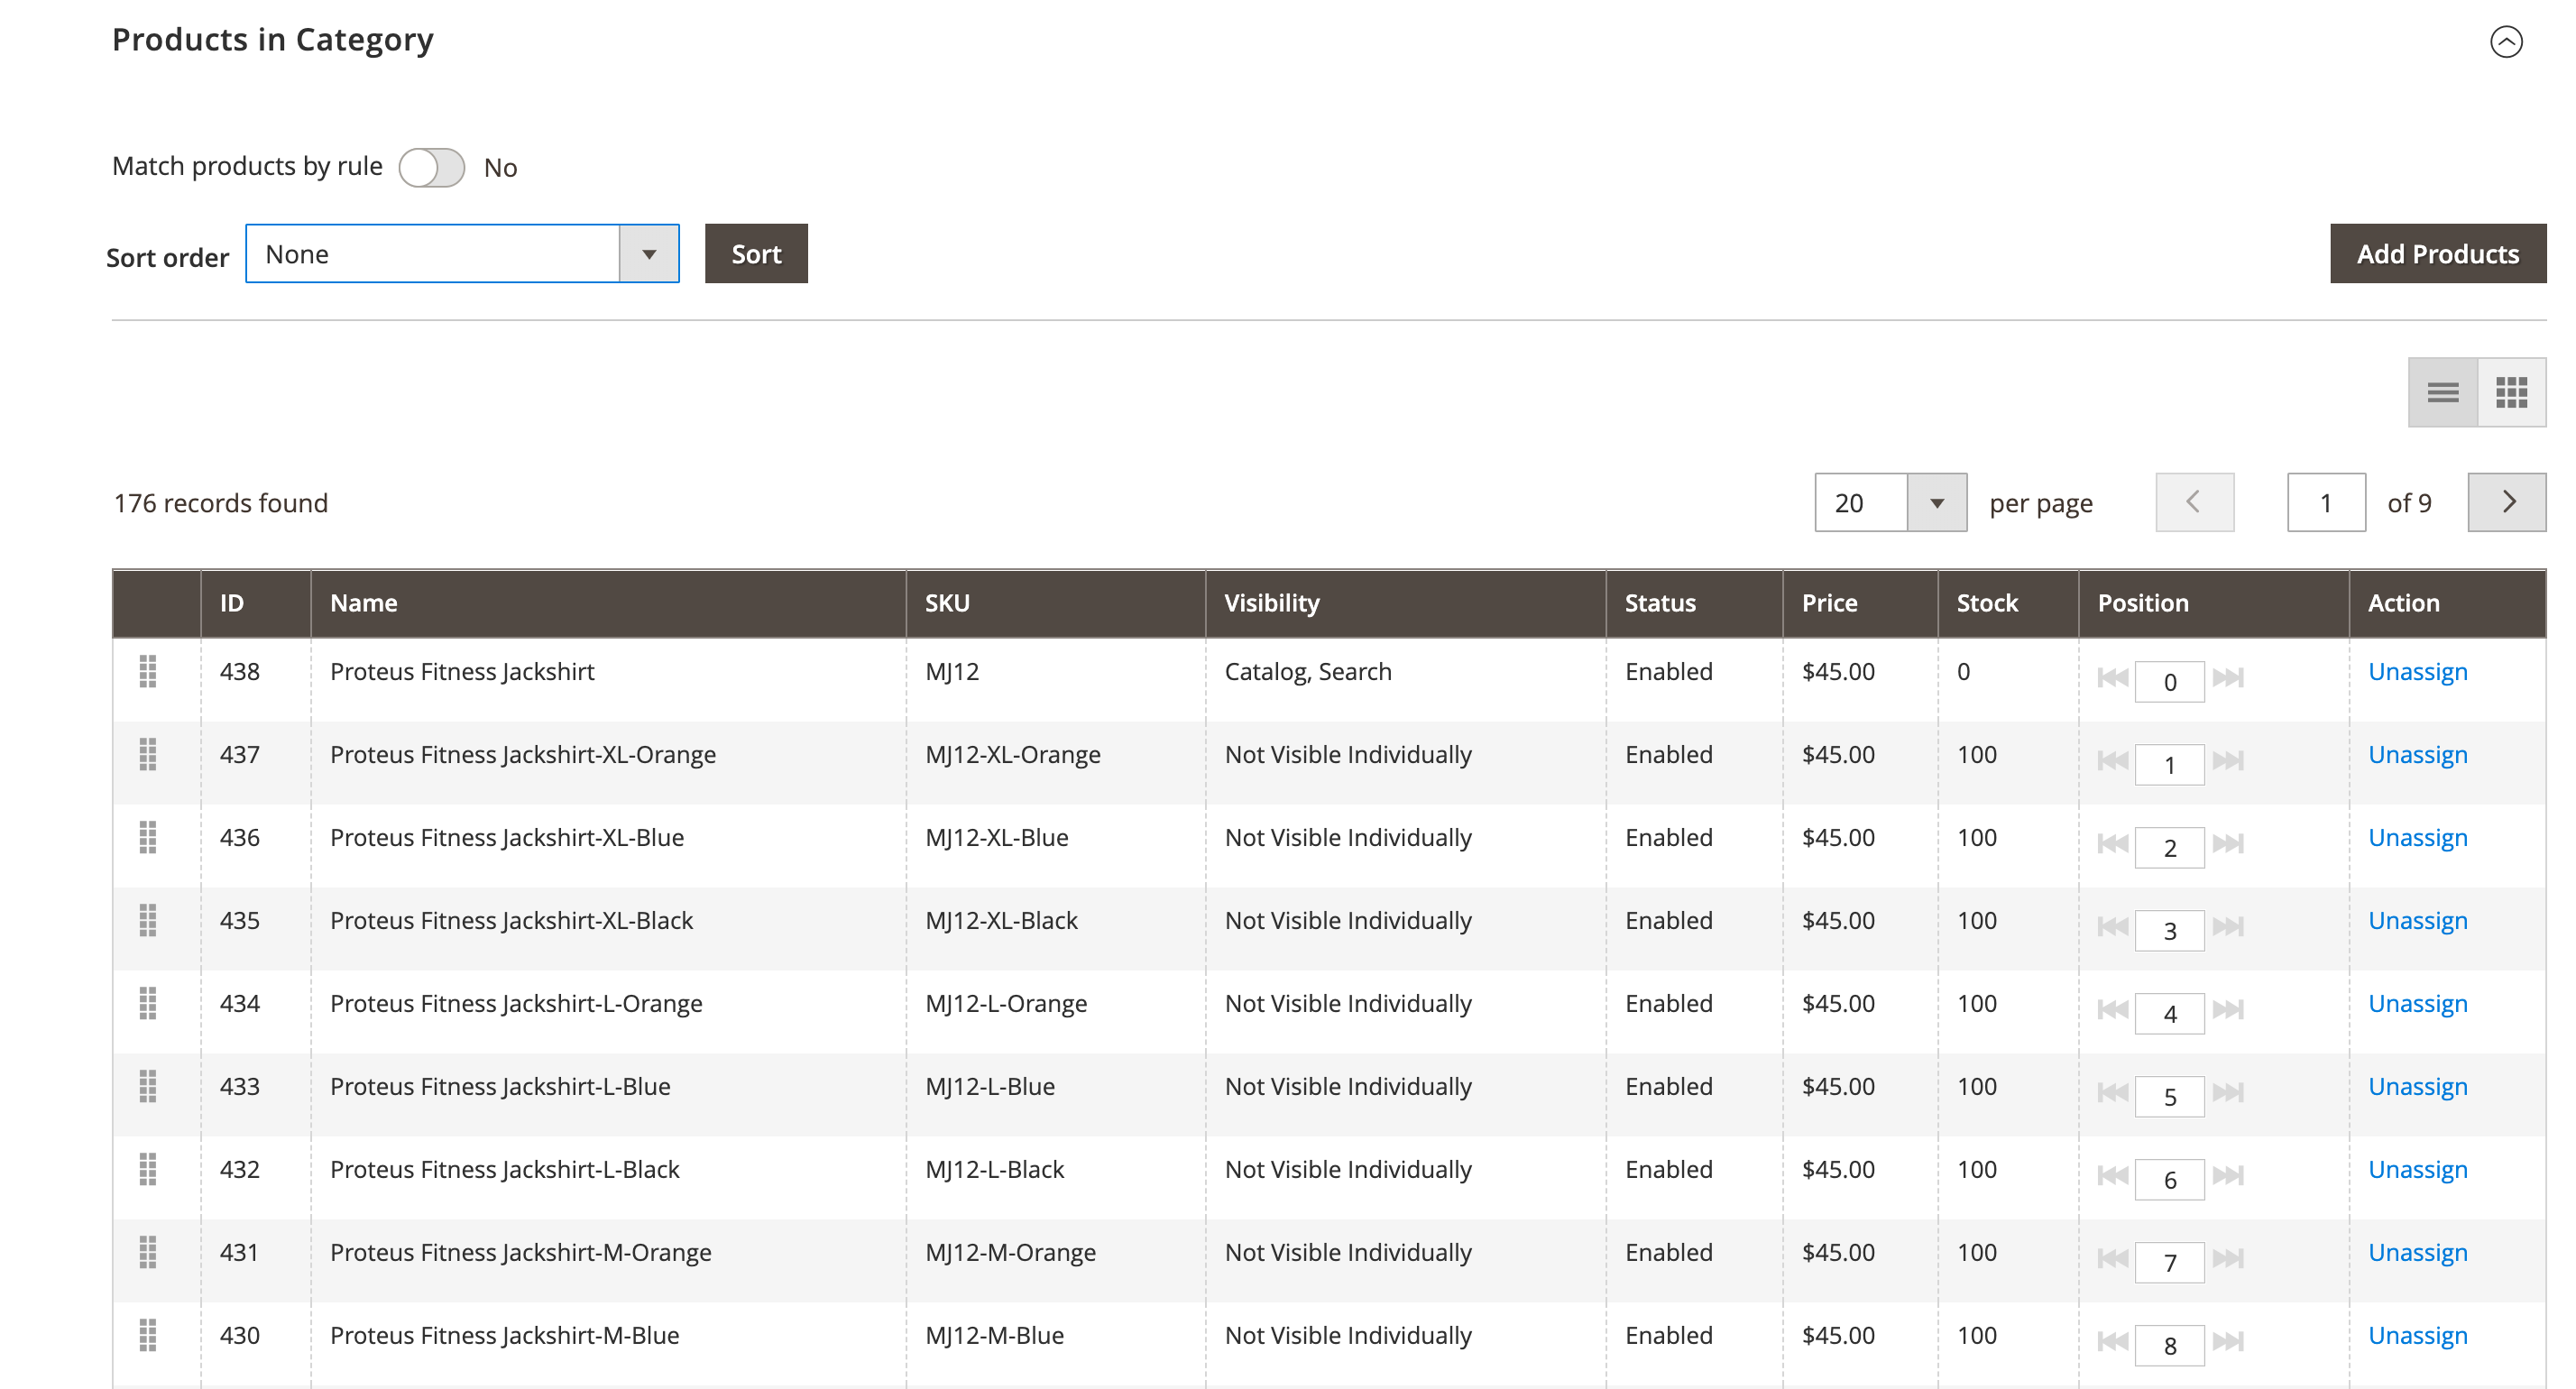 Products in Category
Match products by rule No
Sort order None Sort Add Products
176 records found 20 per page 1 of 9
ID Name SKU Visibility Status Price Stock Position Action
438 Proteus Fitness Jackshirt MJ12 Catalog, Search Enabled $45.00 0 0 Unassign
437 Proteus Fitness Jackshirt-XL-Orange MJ12-XL-Orange Not Visible Individually Enabled $45.00 100 1 Unassign
436 Proteus Fitness Jackshirt-XL-Blue MJ12-XL-Blue Not Visible Individually Enabled $45.00 100 2 Unassign
435 Proteus Fitness Jackshirt-XL-Black MJ12-XL-Black Not Visible Individually Enabled $45.00 100 3 Unassign
434 Proteus Fitness Jackshirt-L-Orange MJ12-L-Orange Not Visible Individually Enabled $45.00 100 4 Unassign
433 Proteus Fitness Jackshirt-L-Blue MJ12-L-Blue Not Visible Individually Enabled $45.00 100 5 Unassign
432 Proteus Fitness Jackshirt-L-Black MJ12-L-Black Not Visible Individually Enabled $45.00 100 6 Unassign
431 Proteus Fitness Jackshirt-M-Orange MJ12-M-Orange Not Visible Individually Enabled $45.00 100 7 Unassign
430 Proteus Fitness Jackshirt-M-Blue MJ12-M-Blue Not Visible Individually Enabled $45.00 100 8 Unassign